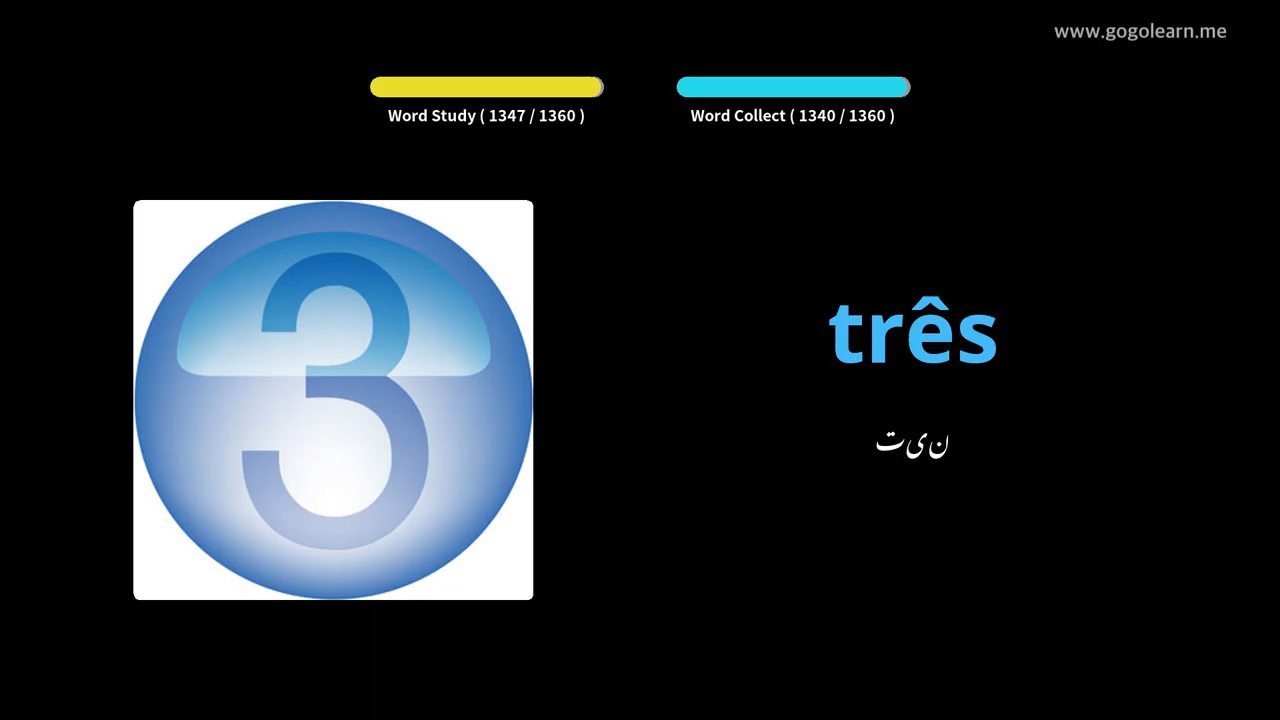 www.gogolearn.me
Word Study ( 1347 / 1360 )
Word Collect ( 1340 / 1360 )
3
três
تین